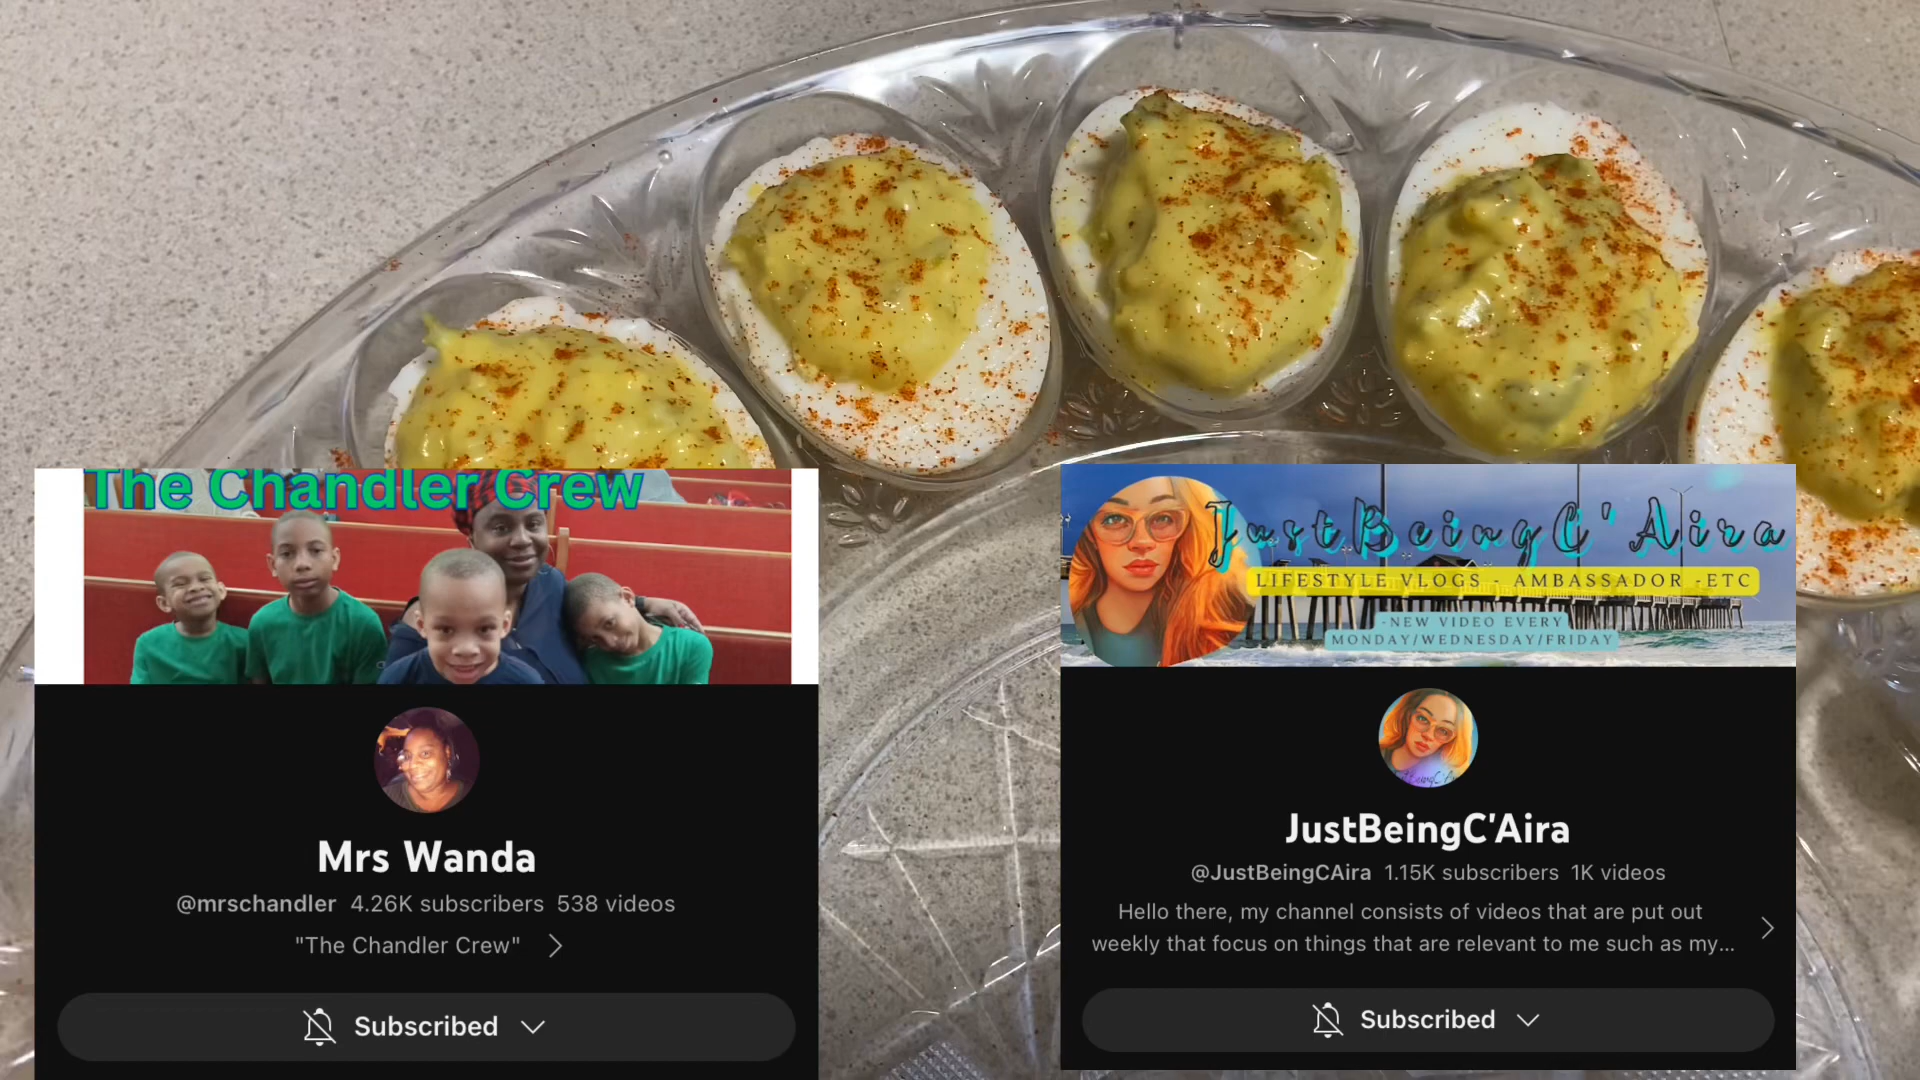 The Chandler Crew
Mrs Wanda
@mrschandler 4.26K subscribers 538 videos
"The Chandler Crew"
Subscribed
JustBeingC'Aira
LIFESTYLE VLOGS - AMBASSADOR -ETC
-NEW VIDEO EVERY
MONDAY/WEDNESDAY/FRIDAY
JustBeingC'Aira
@JustBeingCAira 1.15K subscribers 1K videos
Hello there, my channel consists of videos that are put out
weekly that focus on things that are relevant to me such as my...
Subscribed